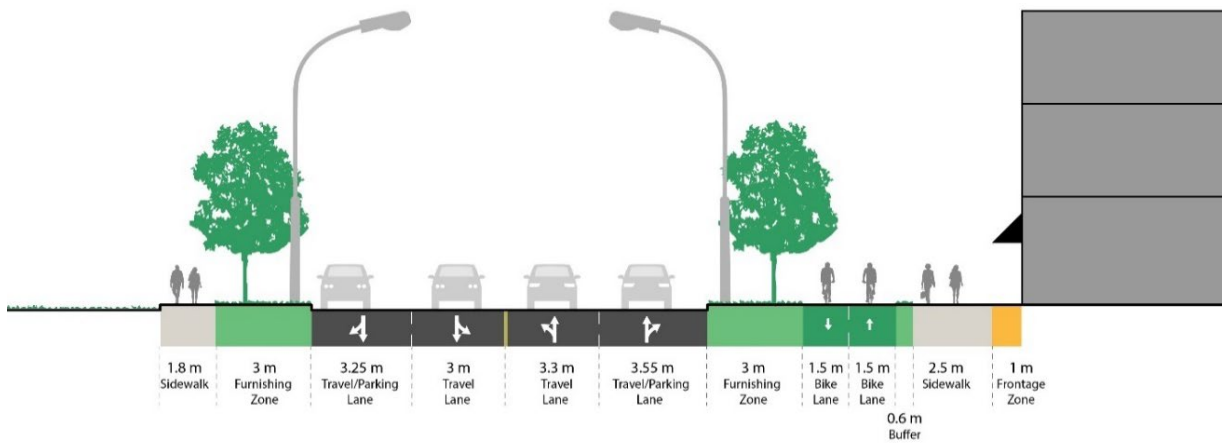 1.8 m
Sidewalk
3 m
Furnishing
Zone
3.25 m
Travel/Parking
Lane
3 m
Travel
Lane
3.3 m
Travel
Lane
3.55 m
Travel/Parking
Lane
3 m
Furnishing
Zone
1.5 m
Bike
Lane
1.5 m
Bike
Lane
0.6 m
Buffer
2.5 m
Sidewalk
1 m
Frontage
Zone